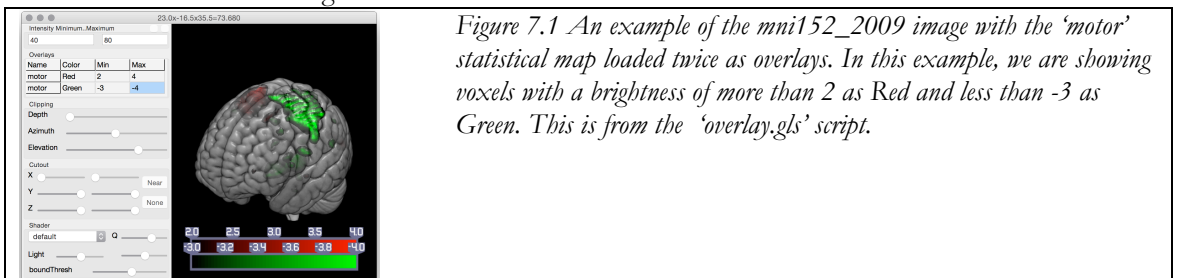 23.0x-16.5x35.5=73.680
Intensity Minimum..Maximum
40 80
Overlays
Name Color Min Max
motor Red 2 4
motor Green -3 -4
Clipping
Depth
Azimuth
Elevation
Cutout
X
Near
Y
None
Z
Shader
default Q
Light
boundThresh
2.0 2.5 3.0 3.5 4.0
-3.0 -3.2 -3.4 -3.6 -3.8 -4.0
Figure 7.1 An example of the mni152_2009 image with the ‘motor’
statistical map loaded twice as overlays. In this example, we are showing
voxels with a brightness of more than 2 as Red and less than -3 as
Green. This is from the ‘overlay.gls’ script.